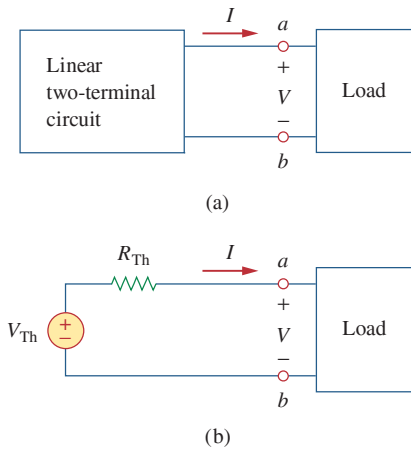 I
a
Linear
two-terminal
circuit
+
V
−
Load
b
(a)
R_Th
I
a
V_Th
+
−
+
V
−
Load
b
(b)